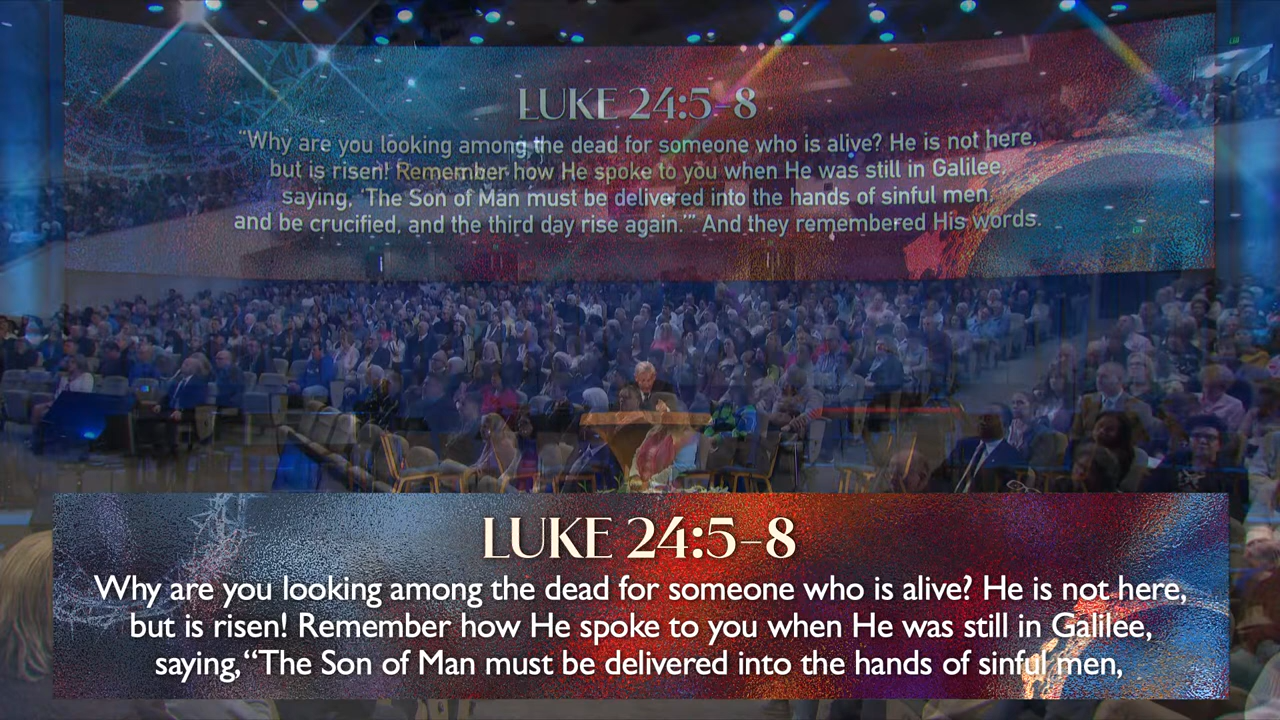 LUKE 24:5-8
"Why are you looking among the dead for someone who is alive? He is not here,
but is risen! Remember how He spoke to you when He was still in Galilee,
saying, 'The Son of Man must be delivered into the hands of sinful men,
and be crucified, and the third day rise again.'" And they remembered His words.
LUKE 24:5-8
Why are you looking among the dead for someone who is alive? He is not here,
but is risen! Remember how He spoke to you when He was still in Galilee,
saying, “The Son of Man must be delivered into the hands of sinful men,